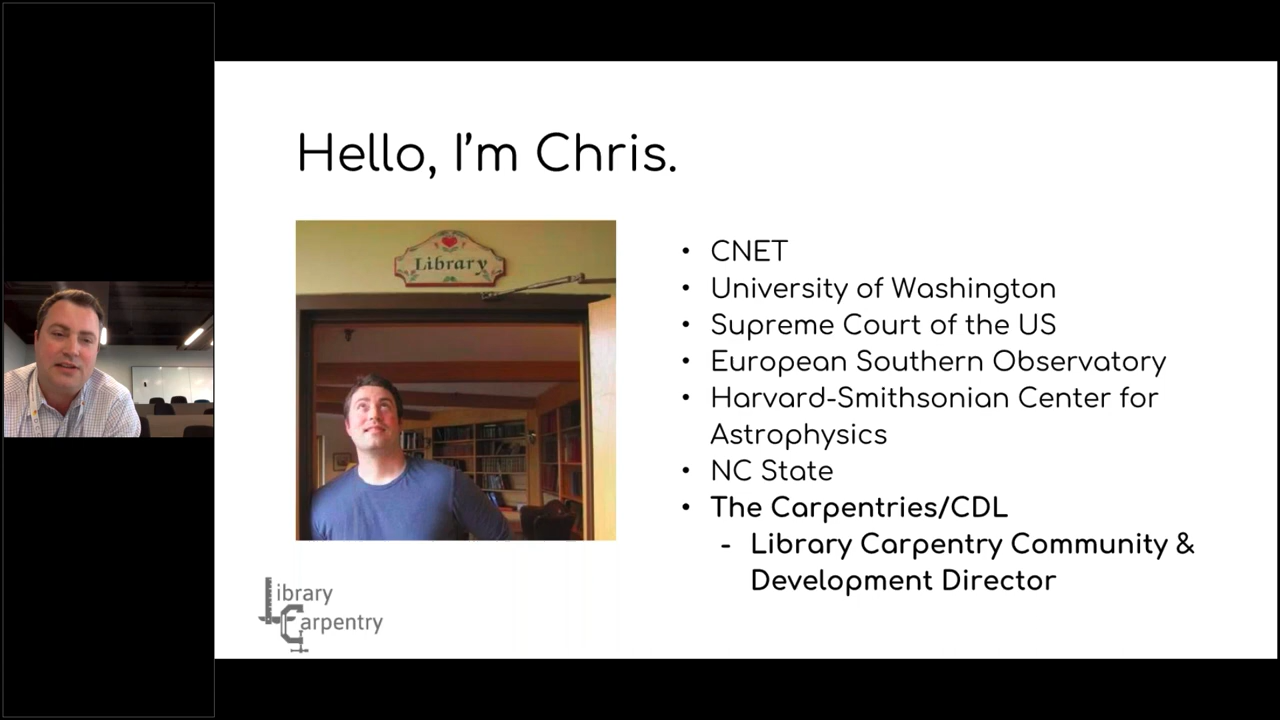 Hello, I'm Chris.
Library
• CNET
• University of Washington
• Supreme Court of the US
• European Southern Observatory
• Harvard-Smithsonian Center for
Astrophysics
• NC State
• The Carpentries/CDL
- Library Carpentry Community &
Development Director
Library
Carpentry